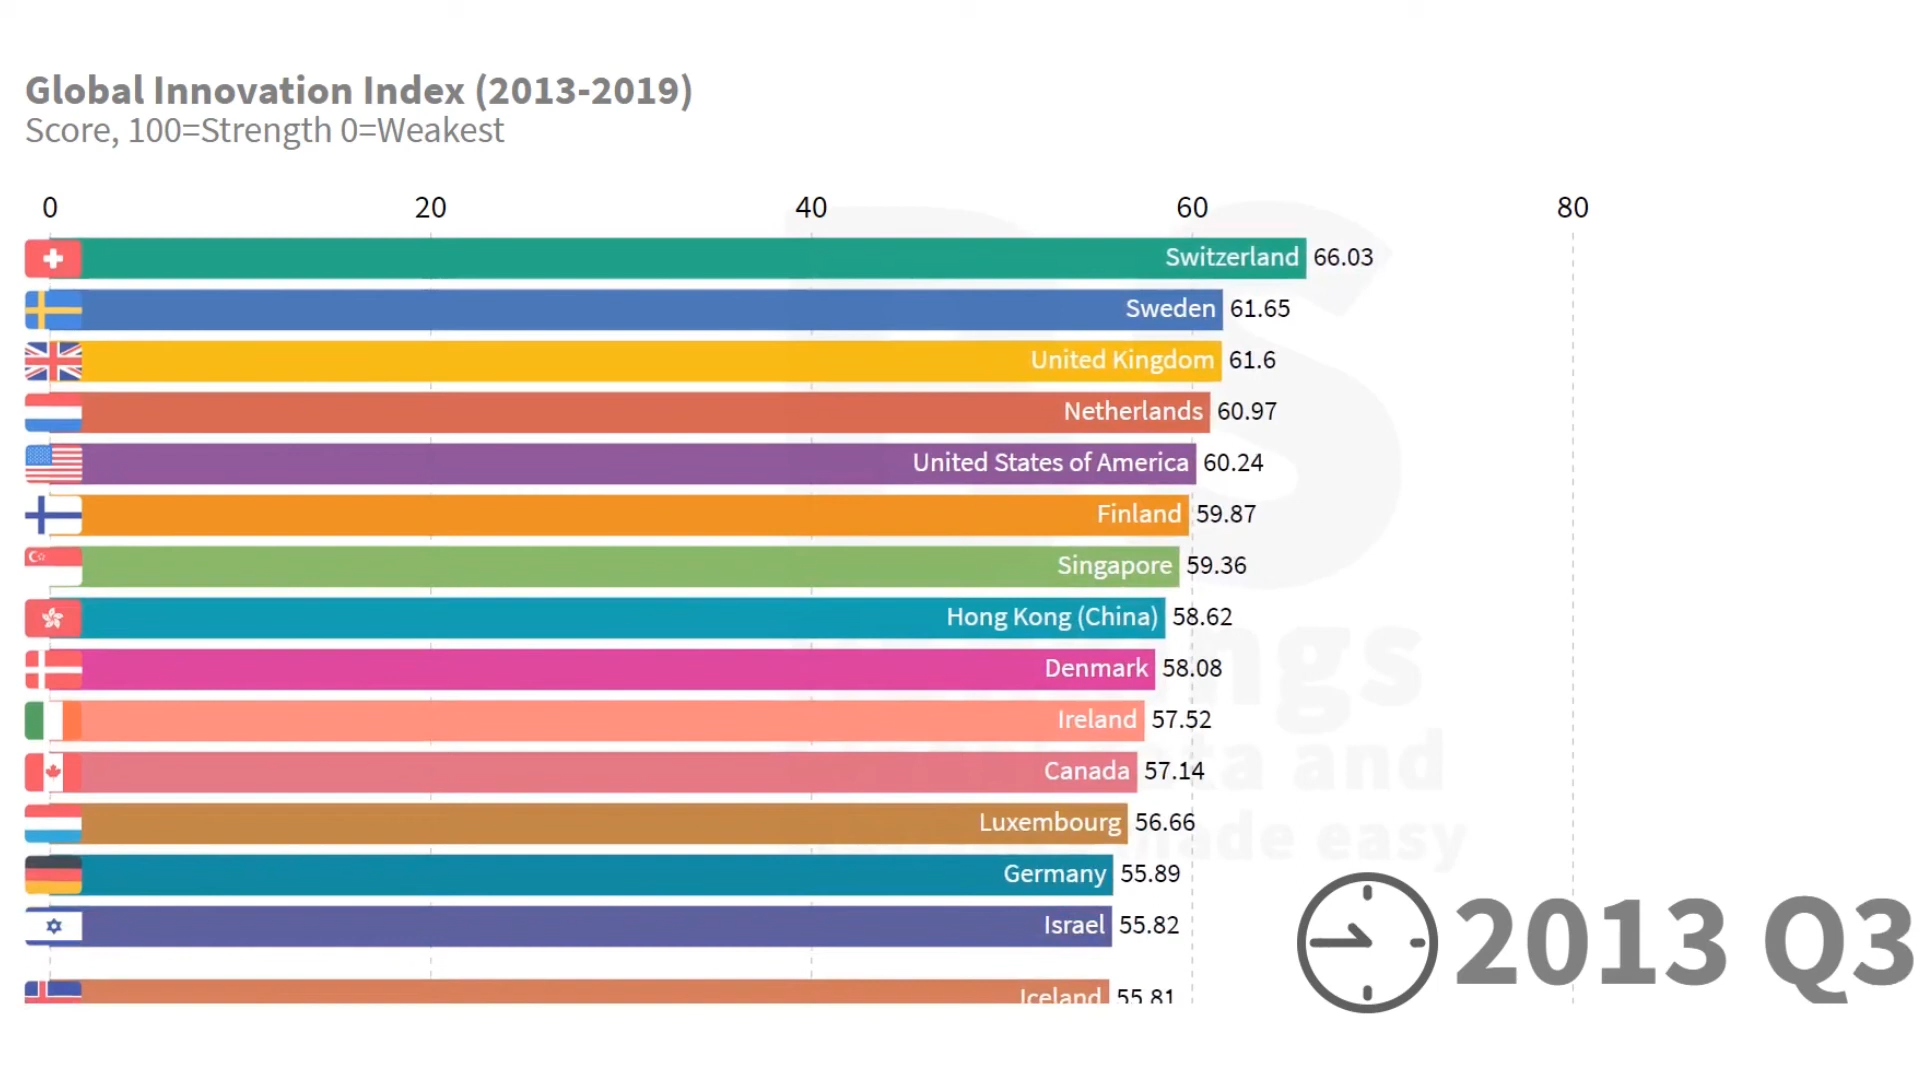 Global Innovation Index (2013-2019)
Score, 100=Strength 0=Weakest
0 20 40 60 80
Switzerland 66.03
Sweden 61.65
United Kingdom 61.6
Netherlands 60.97
United States of America 60.24
Finland 59.87
Singapore 59.36
Hong Kong (China) 58.62
Denmark 58.08
Ireland 57.52
Canada 57.14
Luxembourg 56.66
Germany 55.89
Israel 55.82
Iceland 55.81
2013 Q3
and
easy